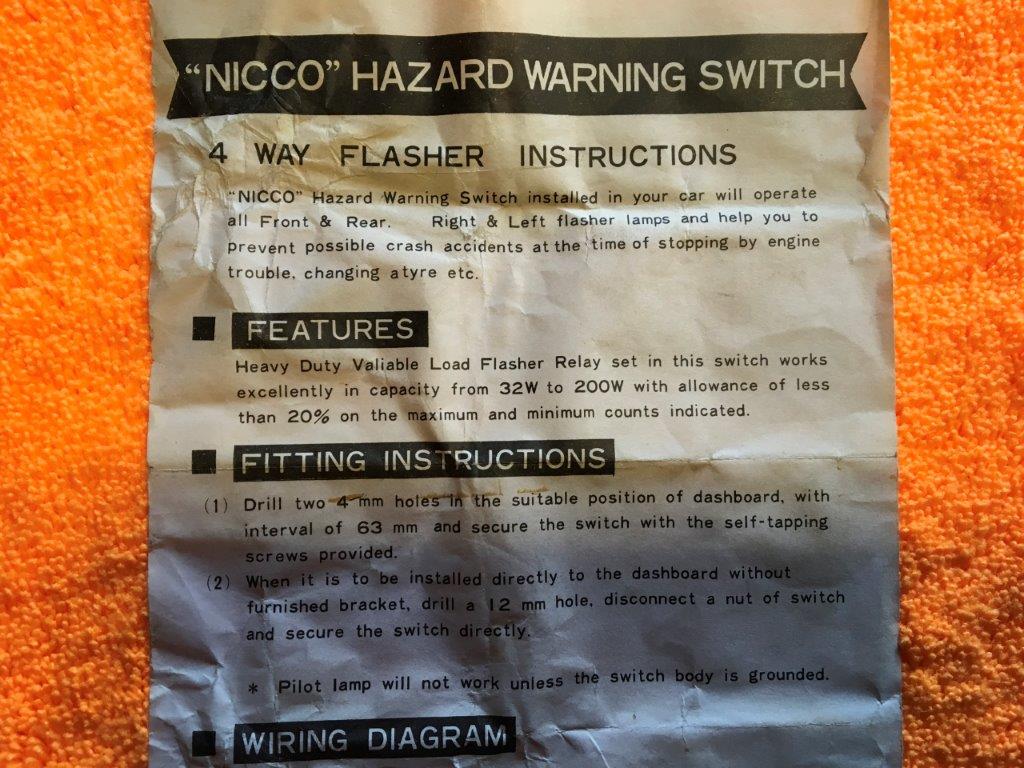 “NICCO” HAZARD WARNING SWITCH
4 WAY FLASHER INSTRUCTIONS
“NICCO” Hazard Warning Switch installed in your car will operate
all Front & Rear. Right & Left flasher lamps and help you to
prevent possible crash accidents at the time of stopping by engine
trouble, changing atyre etc.
■ FEATURES
Heavy Duty Valiable Load Flasher Relay set in this switch works
excellently in capacity from 32W to 200W with allowance of less
than 20% on the maximum and minimum counts indicated.
■ FITTING INSTRUCTIONS
(1) Drill two 4 mm holes in the suitable position of dashboard, with
interval of 63 mm and secure the switch with the self-tapping
screws provided.
(2) When it is to be installed directly to the dashboard without
furnished bracket, drill a 12 mm hole, disconnect a nut of switch
and secure the switch directly.
* Pilot lamp will not work unless the switch body is grounded.
■ WIRING DIAGRAM